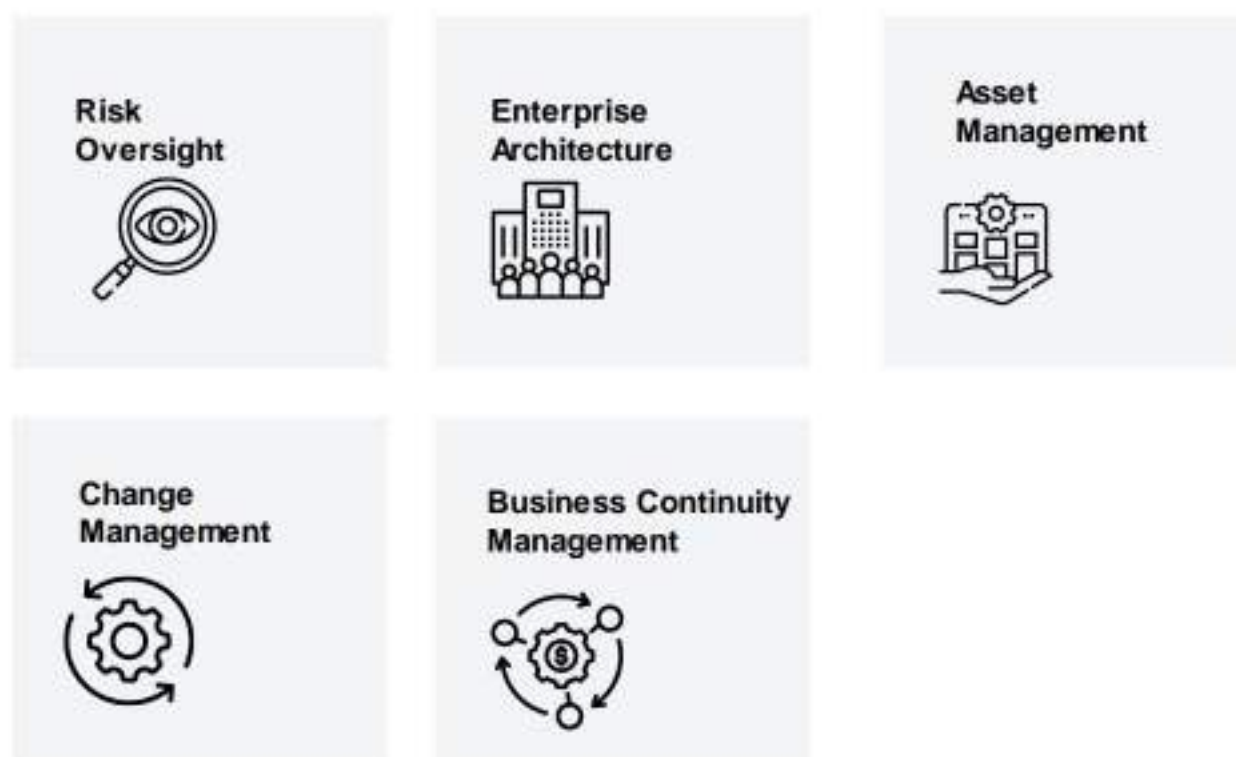 Risk
Oversight
Enterprise
Architecture
Asset
Management
Change
Management
Business Continuity
Management
$